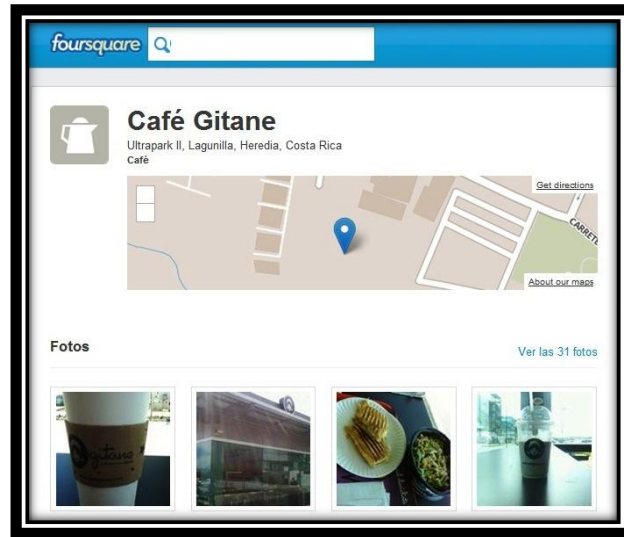 foursquare
Café Gitane
Ultrapark II, Lagunilla, Heredia, Costa Rica
Café
Get directions
CARRETE
About our maps
Fotos
Ver las 31 fotos
gitane